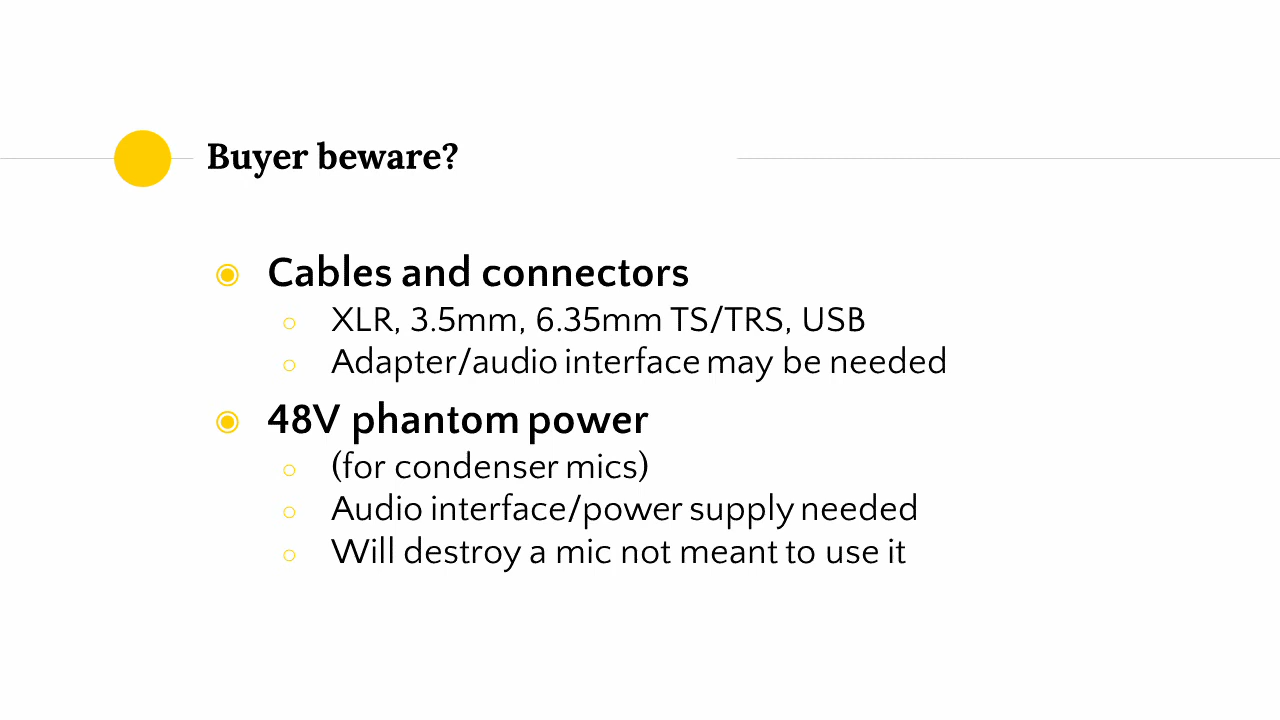 Buyer beware?
Cables and connectors
XLR, 3.5mm, 6.35mm TS/TRS, USB
Adapter/audio interface may be needed
48V phantom power
(for condenser mics)
Audio interface/power supply needed
Will destroy a mic not meant to use it